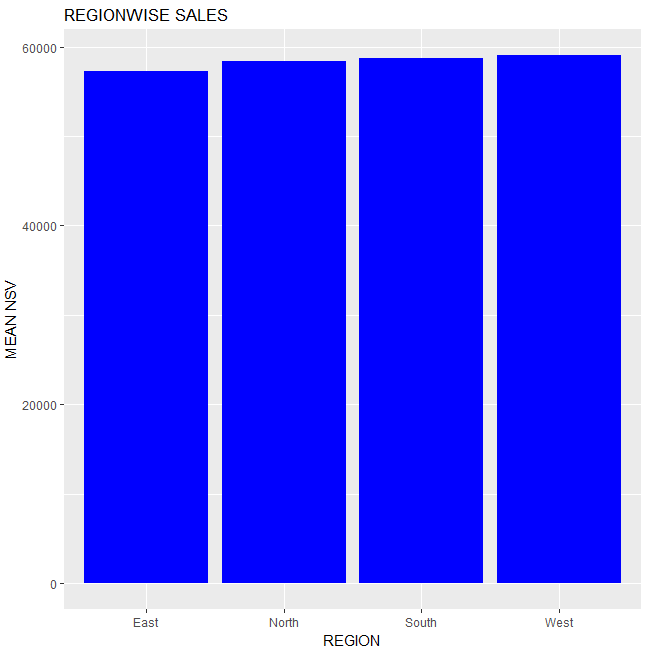 REGIONWISE SALES
60000
40000
20000
0
MEAN NSV
East North South West
REGION